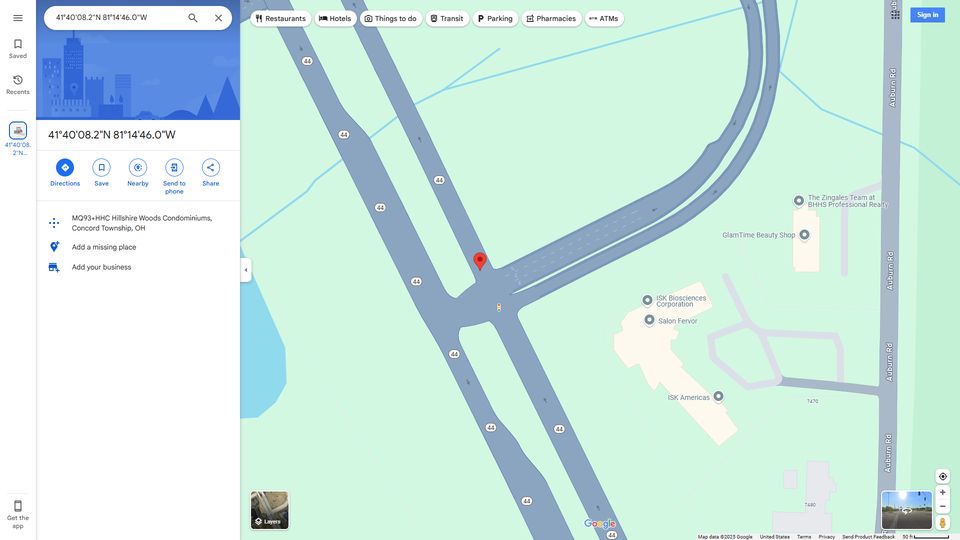 41°40'08.2"N 81°14'46.0"W
Restaurants
Hotels
Things to do
Transit
Parking
Pharmacies
ATMs
Sign in
Saved
Recents
41°40'08.
2"N...
41°40'08.2"N 81°14'46.0"W
Directions
Save
Nearby
Send to
phone
Share
MQ93+HHC Hillshire Woods Condominiums,
Concord Township, OH
Add a missing place
Add your business
Get the
app
44
44
44
44
44
44
44
44
44
44
Auburn Rd
Auburn Rd
Auburn Rd
Auburn Rd
The Zingales Team at
BHHS Professional Realty
GlamTime Beauty Shop
ISK Biosciences
Corporation
Salon Fervor
ISK Americas
7470
7480
Layers
Google
Map data ©2025 Google
United States
Terms
Privacy
Send Product Feedback
50 ft